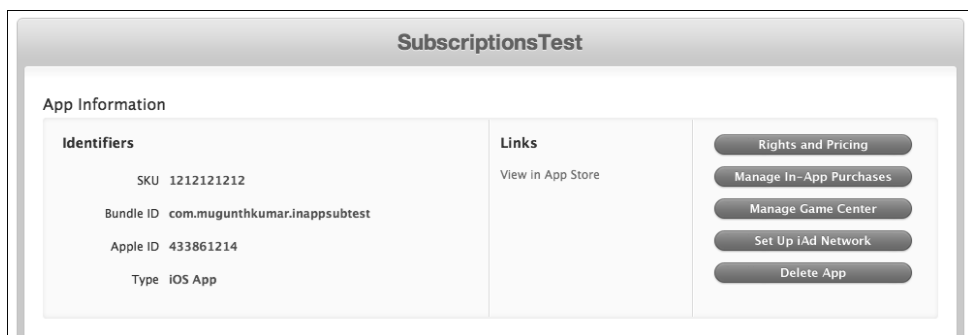 SubscriptionsTest
App Information
Identifiers
SKU 1212121212
Bundle ID com.mugunthkumar.inappsubtest
Apple ID 433861214
Type iOS App
Links
View in App Store
Rights and Pricing
Manage In-App Purchases
Manage Game Center
Set Up iAd Network
Delete App